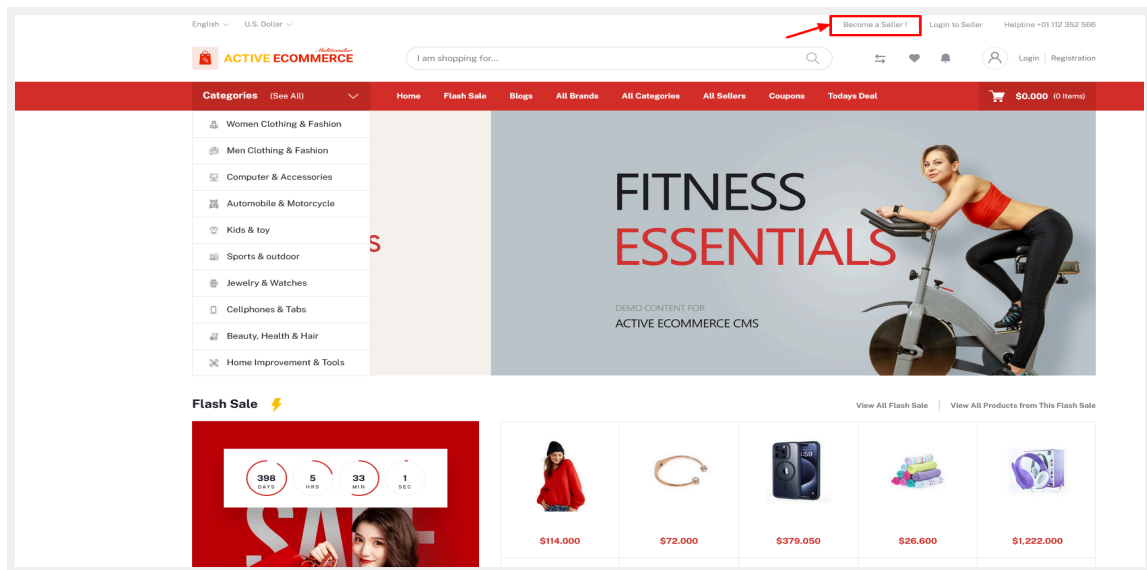 English U.S. Dollar Become a Seller ! Login to Seller Helpline +01 112 352 566
Multivendor
ACTIVE ECOMMERCE I am shopping for... Login Registration
Categories (See All) Home Flash Sale Blogs All Brands All Categories All Sellers Coupons Todays Deal $0.000 (0 Items)
Women Clothing & Fashion
Men Clothing & Fashion
Computer & Accessories
Automobile & Motorcycle
Kids & toy
Sports & outdoor
Jewelry & Watches
Cellphones & Tabs
Beauty, Health & Hair
Home Improvement & Tools
S
FITNESS
ESSENTIALS
DEMO CONTENT FOR
ACTIVE ECOMMERCE CMS
Flash Sale View All Flash Sale View All Products from This Flash Sale
398 5 33 1
DAYS HRS MIN SEC
SALE
$114.000 $72.000 $379.050 $26.600 $1,222.000